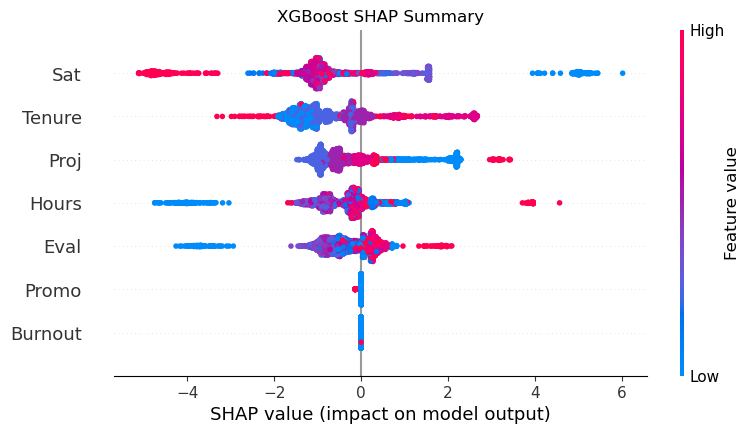 XGBoost SHAP Summary
High
Sat
Tenure
Proj
Hours
Eval
Promo
Burnout
Feature value
Low
−4
−2
0
2
4
6
SHAP value (impact on model output)